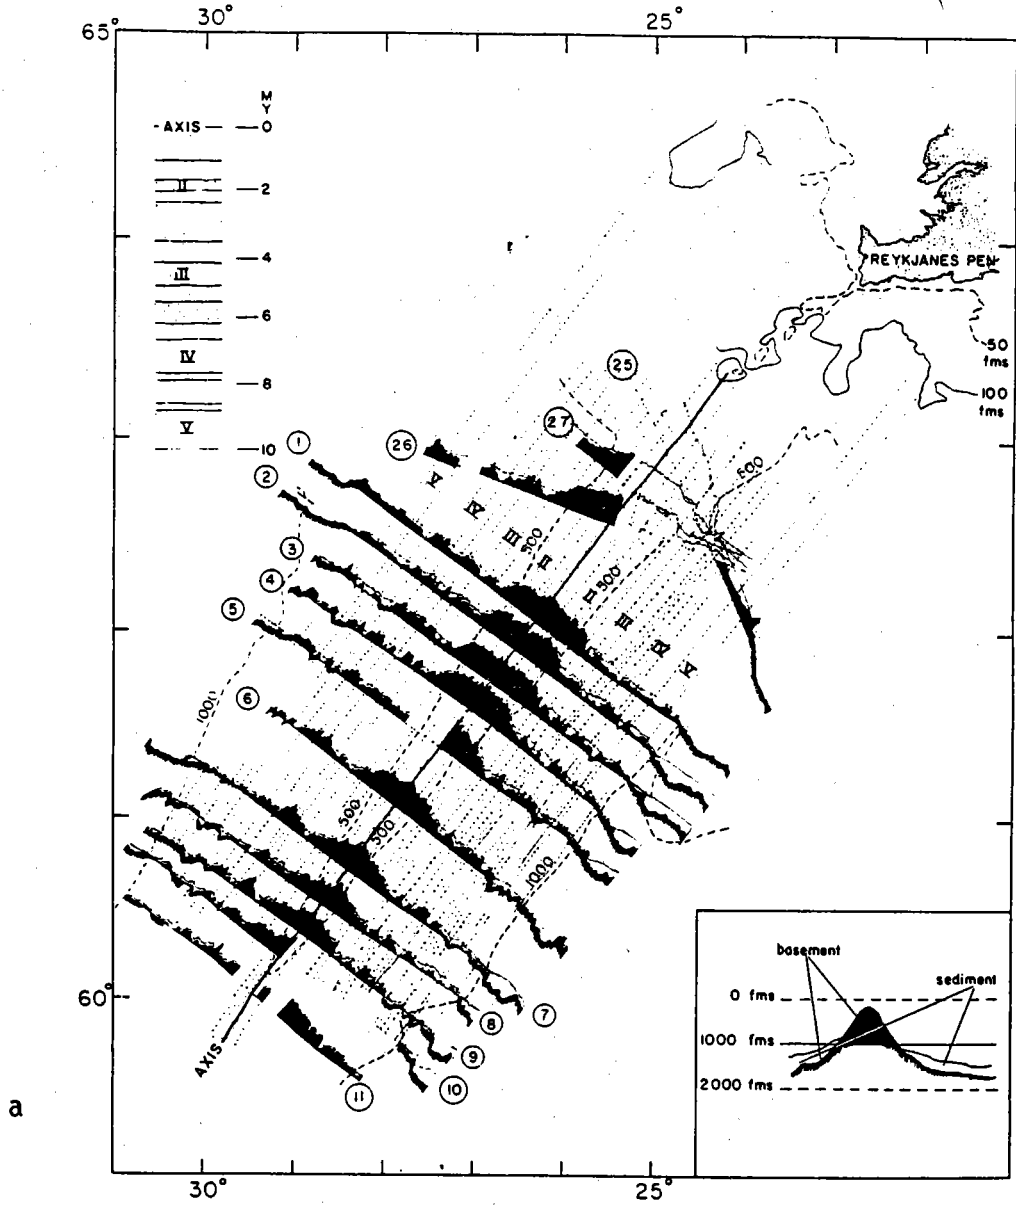 65° 30° 25°
M
Y
AXIS 0
II 2
4
III
6
IV
8
V
10
REYKJANES PEN
50
fms
100
fms
25
27
26
1
2
3
4
5
6
V IV III II
500
I 500
III
IV
V
600
1000
500
500
1000
60°
AXIS
7
8
9
10
11
basement
sediment
0 fms
1000 fms
2000 fms
a
30° 25°